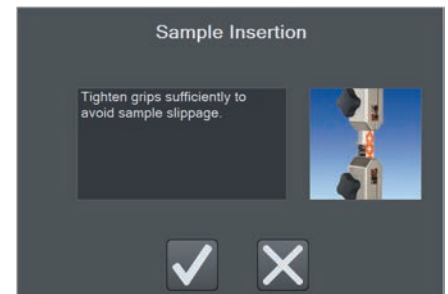 Sample Insertion
Tighten grips sufficiently to
avoid sample slippage.